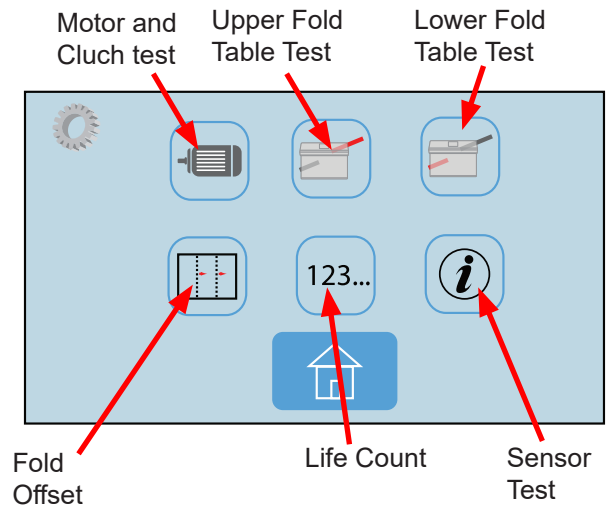 Motor and
Cluch test
Upper Fold
Table Test
Lower Fold
Table Test
123...
i
Fold
Offset
Life Count
Sensor
Test